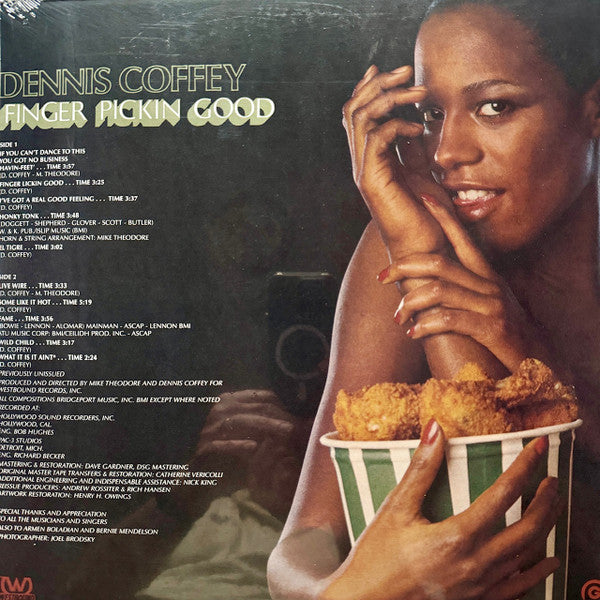 DENNIS COFFEY
FINGER PICKIN GOOD
SIDE 1
IF YOU CAN'T DANCE TO THIS
YOU GOT NO BUSINESS
HAVIN-FEET' . . . TIME 3:57
(D. COFFEY - M. THEODORE)
FINGER LICKIN GOOD . . . TIME 3:25
(D. COFFEY)
I'VE GOT A REAL GOOD FEELING . . . TIME 3:37
(D. COFFEY)
HONKY TONK . . . TIME 3:48
(DOGGETT - SHEPHERD - GLOVER - SCOTT - BUTLER)
W. & K. PUB./ISLIP MUSIC (BMI)
HORN & STRING ARRANGEMENT: MIKE THEODORE
EL TIGRE . . . TIME 3:02
(D. COFFEY)
SIDE 2
LIVE WIRE . . . TIME 3:33
(D. COFFEY - M. THEODORE)
SOME LIKE IT HOT . . . TIME 5:19
(D. COFFEY)
FAME . . . TIME 3:56
(BOWIE - LENNON - ALOMAR) MAINMAN - ASCAP - LENNON BMI
ATU MUSIC CORP: BMI/CEILIDH PROD. INC. - ASCAP
WILD CHILD . . . TIME 3:17
(D. COFFEY)
WHAT IT IS IT AINT* . . . TIME 2:24
(D. COFFEY)
*PREVIOUSLY UNISSUED
PRODUCED AND DIRECTED BY MIKE THEODORE AND DENNIS COFFEY FOR
WESTBOUND RECORDS, INC.
ALL COMPOSITIONS BRIDGEPORT MUSIC, INC. BMI EXCEPT WHERE NOTED
RECORDED AT:
HOLLYWOOD SOUND RECORDERS, INC.
HOLLYWOOD, CAL.
ENG. BOB HUGHES
PAC-3 STUDIOS
DETROIT, MICH.
ENG. RICHARD BECKER
MASTERING & RESTORATION: DAVE GARDNER, DSG MASTERING
ORIGINAL MASTER TAPE TRANSFERS & RESTORATION: CATHERINE VERICOLLI
ADDITIONAL ENGINEERING AND INDISPENSABLE ASSISTANCE: NICK KING
REISSUE PRODUCERS: ANDREW ROSSITER & RICH HANSEN
ARTWORK RESTORATION: HENRY H. OWINGS
SPECIAL THANKS AND APPRECIATION
TO ALL THE MUSICIANS AND SINGERS
ALSO TO ARMEN BOLADIAN AND BERNIE MENDELSON
PHOTOGRAPHER: JOEL BRODSKY
(W)